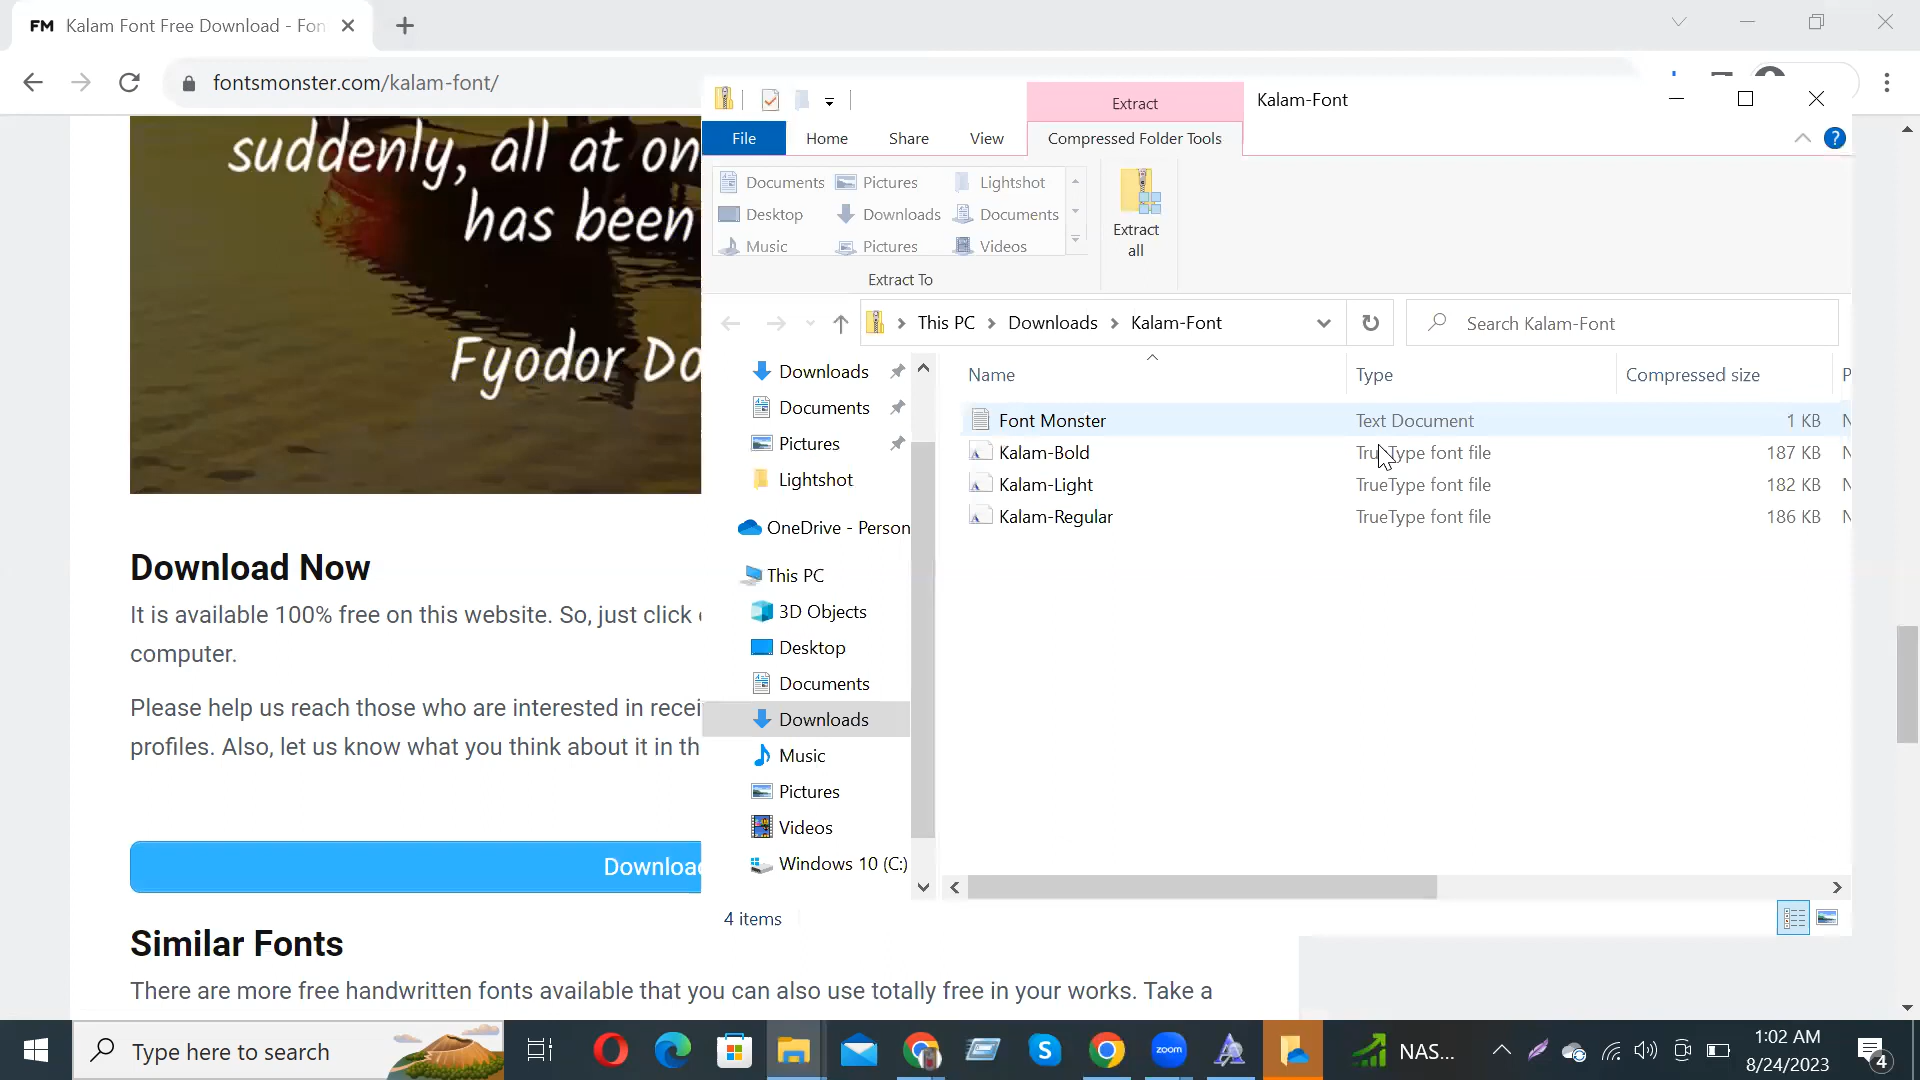 FM Kalam Font Free Download - Fon
fontsmonster.com/kalam-font/
suddenly, all at on
has been
Fyodor Do
Download Now
It is available 100% free on this website. So, just click
computer.
Please help us reach those who are interested in recei
profiles. Also, let us know what you think about it in th
Download
Similar Fonts
There are more free handwritten fonts available that you can also use totally free in your works. Take a
Extract
Kalam-Font
File
Home
Share
View
Compressed Folder Tools
Documents Pictures Lightshot
Desktop Downloads Documents
Music Pictures Videos
Extract To
Extract
all
This PC > Downloads > Kalam-Font
Search Kalam-Font
Downloads
Documents
Pictures
Lightshot
OneDrive - Person
This PC
3D Objects
Desktop
Documents
Downloads
Music
Pictures
Videos
Windows 10 (C:)
Name Type Compressed size P
Font Monster Text Document 1 KB N
Kalam-Bold TrueType font file 187 KB N
Kalam-Light TrueType font file 182 KB N
Kalam-Regular TrueType font file 186 KB N
4 items
Type here to search
zoom
NAS...
1:02 AM
8/24/2023
4